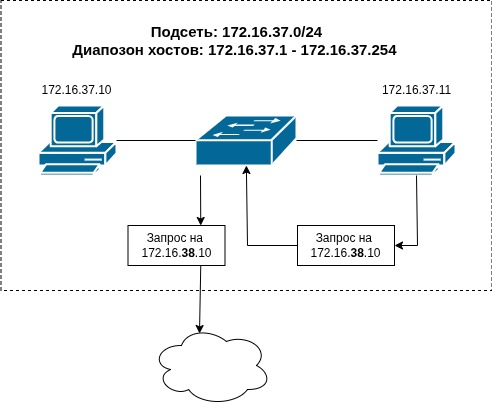 Подсеть: 172.16.37.0/24
Диапозон хостов: 172.16.37.1 - 172.16.37.254
172.16.37.10
172.16.37.11
Запрос на
172.16.38.10
Запрос на
172.16.38.10